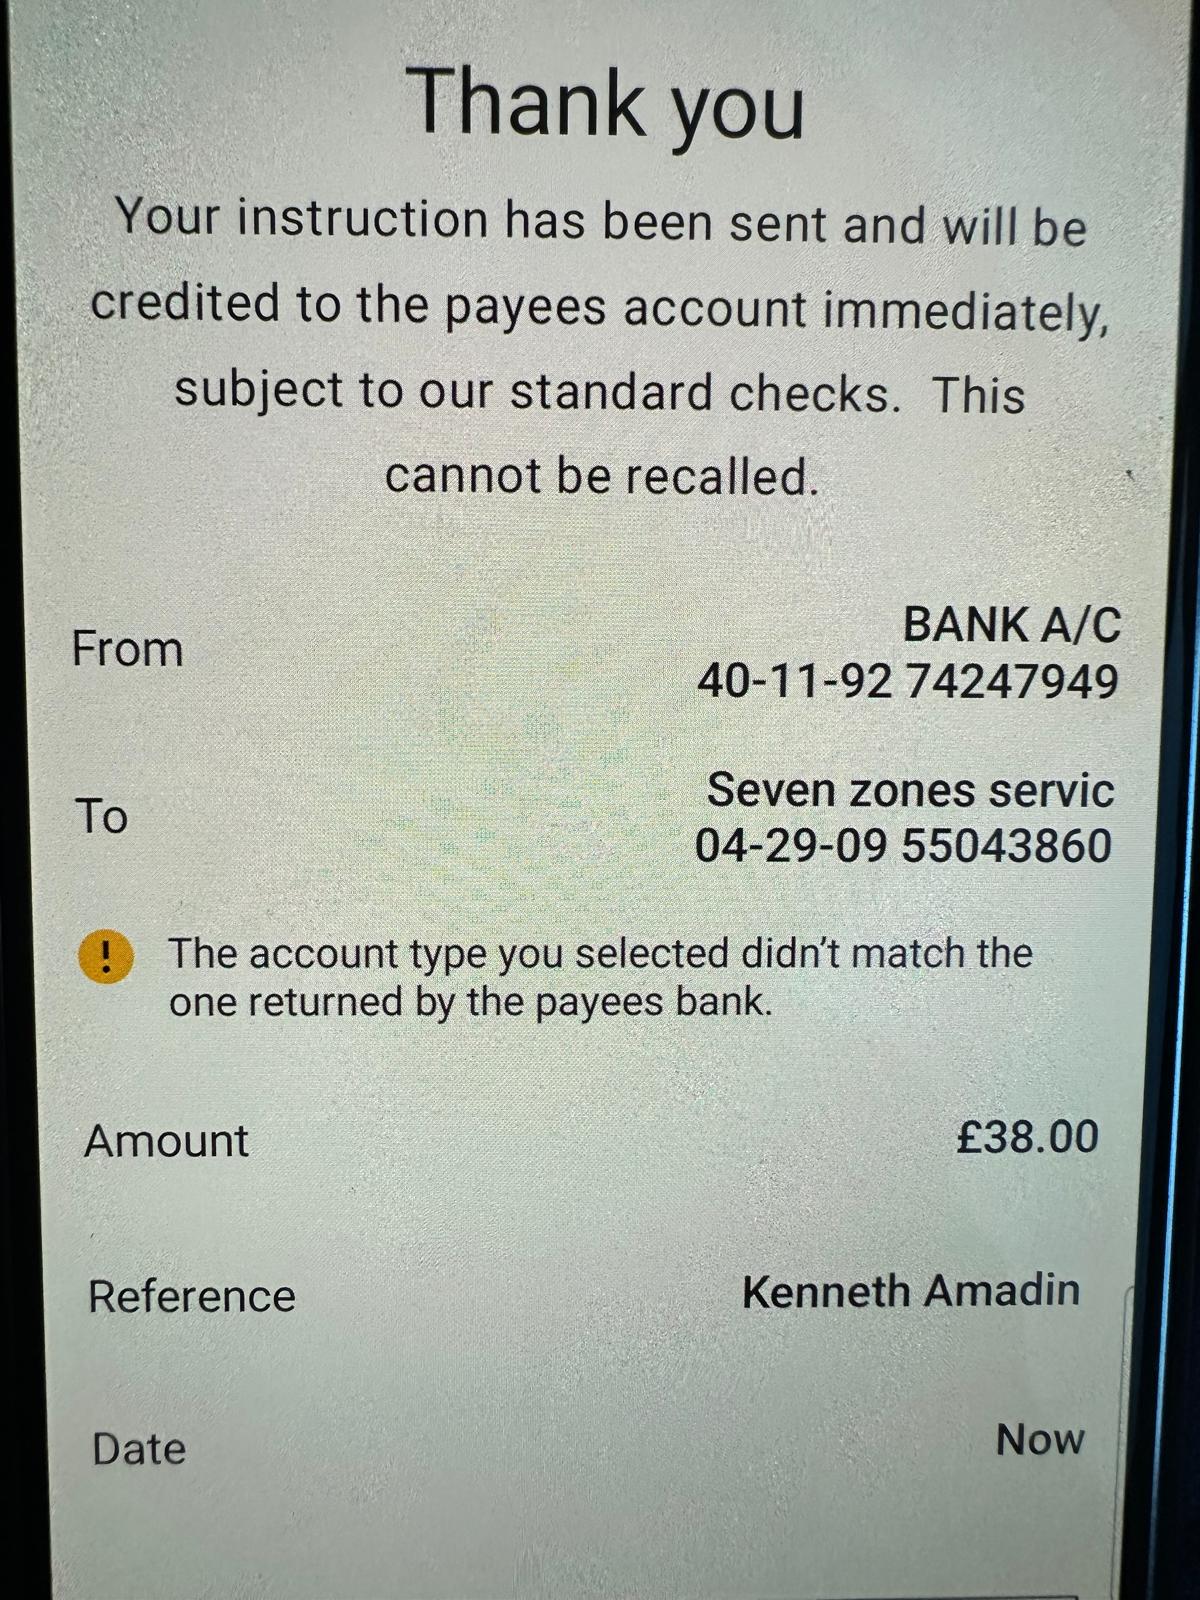 Thank you
Your instruction has been sent and will be
credited to the payees account immediately,
subject to our standard checks. This
cannot be recalled.
From
BANK A/C
40-11-92 74247949
To
Seven zones servic
04-29-09 55043860
! The account type you selected didn't match the
one returned by the payees bank.
Amount £38.00
Reference Kenneth Amadin
Date Now